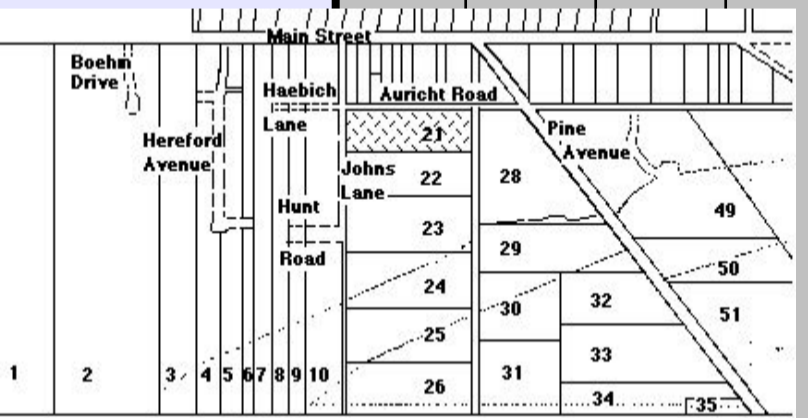 Main Street
Boehm
Drive
Haebich
Lane
Auricht Road
Hereford
Avenue
21
Pine
Avenue
Johns
Lane
22
28
Hunt
Road
23
49
29
50
24
30
32
51
25
33
1
2
3
4
5
6
7
8
9
10
26
31
34
35